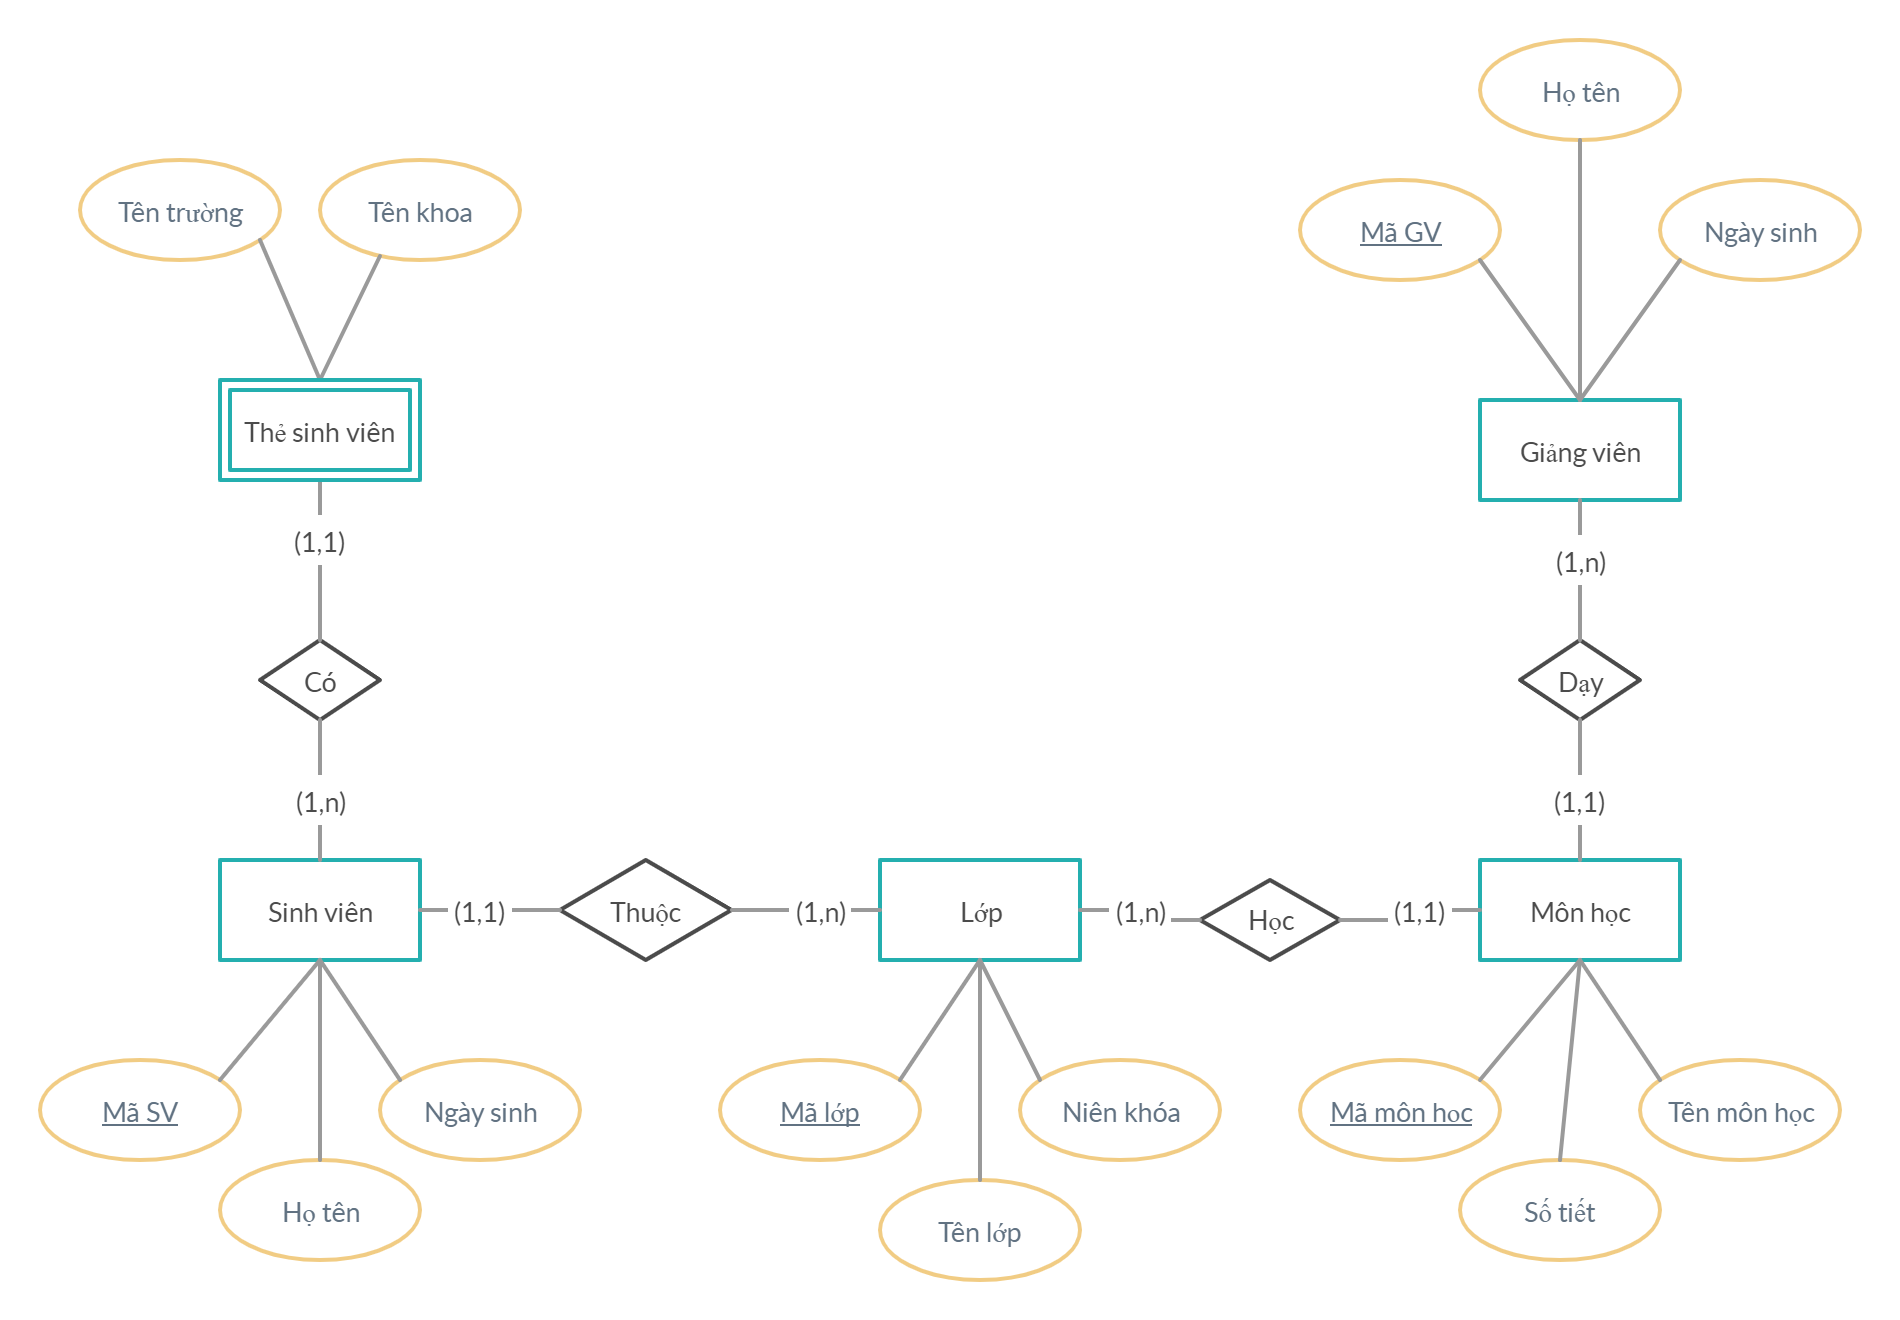 Họ tên
Tên trường
Tên khoa
Mã GV
Ngày sinh
Thẻ sinh viên
Giảng viên
(1,1)
(1,n)
Có
Dạy
(1,n)
(1,1)
Sinh viên
(1,1)
Thuộc
(1,n)
Lớp
(1,n)
Học
(1,1)
Môn học
Mã SV
Ngày sinh
Mã lớp
Niên khóa
Mã môn học
Tên môn học
Họ tên
Tên lớp
Số tiết